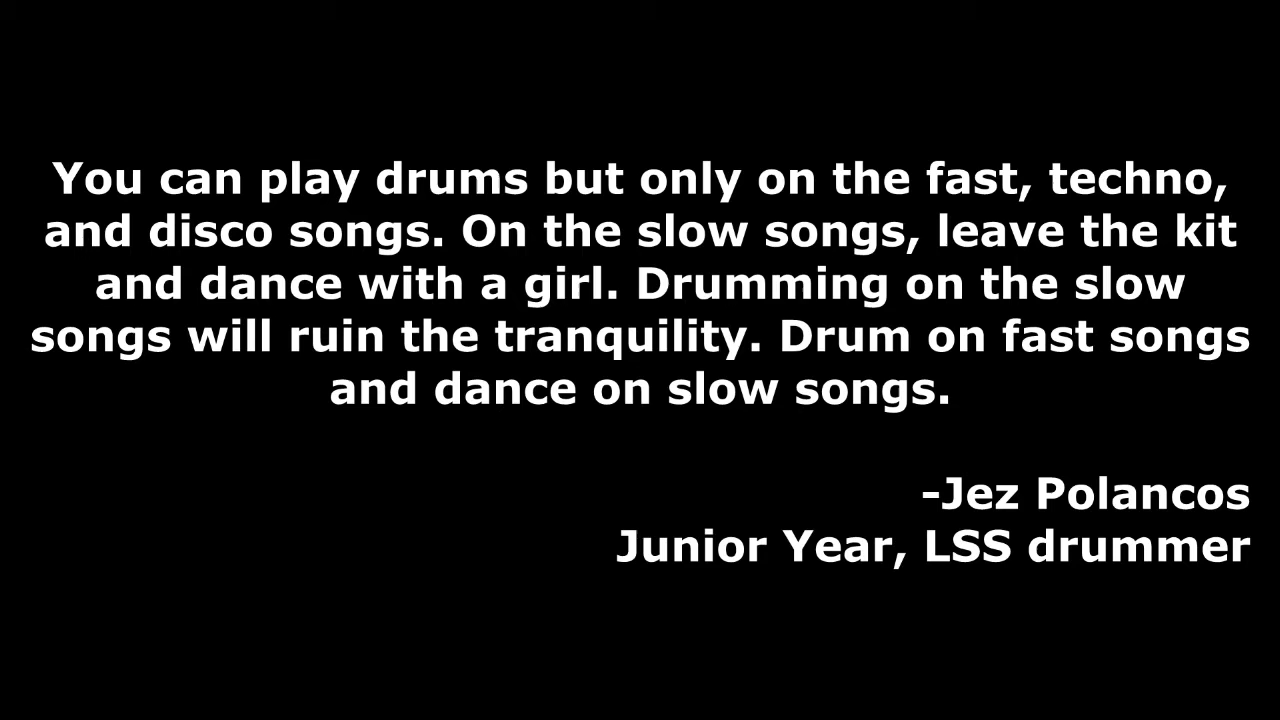 You can play drums but only on the fast, techno,
and disco songs. On the slow songs, leave the kit
and dance with a girl. Drumming on the slow
songs will ruin the tranquility. Drum on fast songs
and dance on slow songs.
-Jez Polancos
Junior Year, LSS drummer